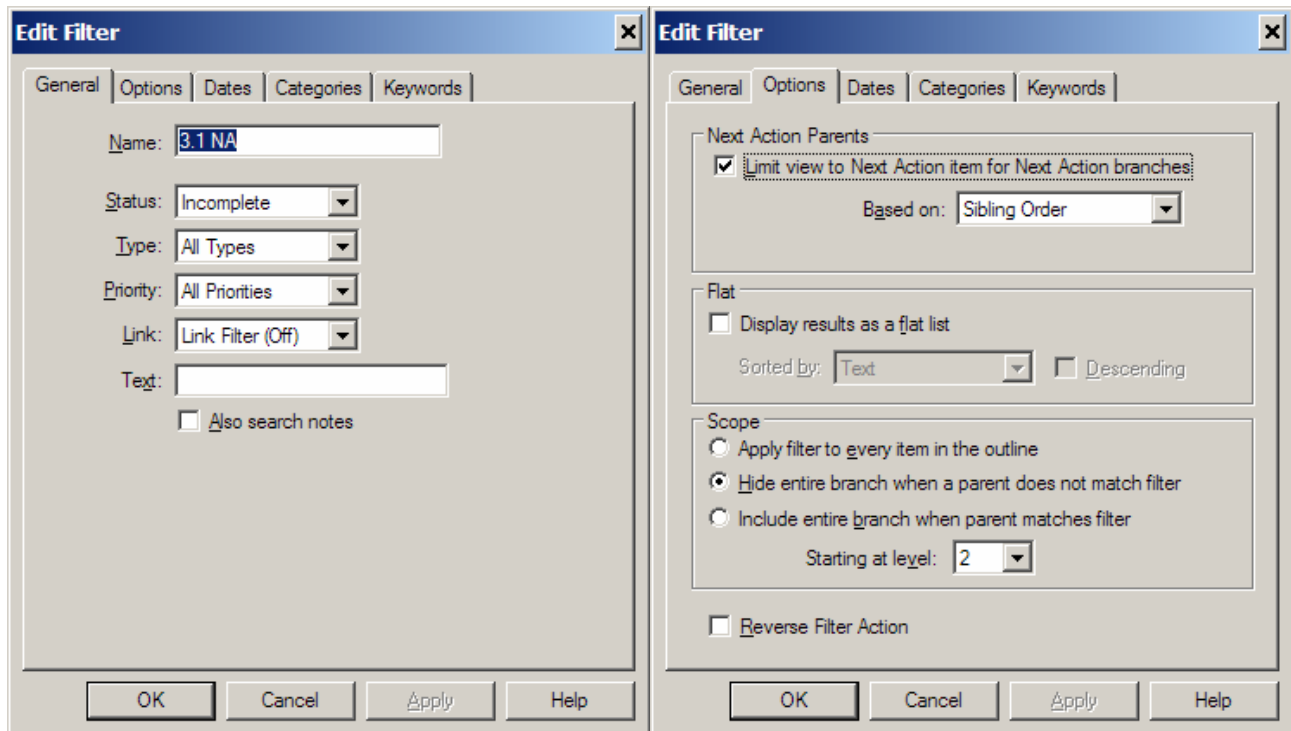 Edit Filter
General Options Dates Categories Keywords
Name: 3.1 NA
Status: Incomplete
Type: All Types
Priority: All Priorities
Link: Link Filter (Off)
Text:
Also search notes
OK Cancel Apply Help
Edit Filter
General Options Dates Categories Keywords
Next Action Parents
Limit view to Next Action item for Next Action branches
Based on: Sibling Order
Flat
Display results as a flat list
Sorted by: Text Descending
Scope
Apply filter to every item in the outline
Hide entire branch when a parent does not match filter
Include entire branch when parent matches filter
Starting at level: 2
Reverse Filter Action
OK Cancel Apply Help